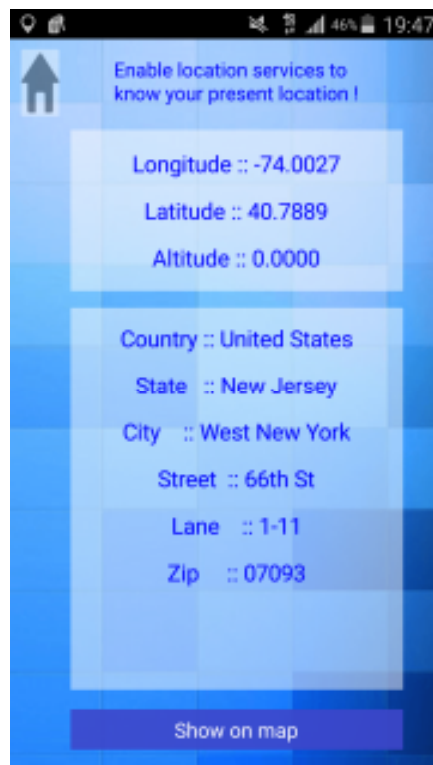 46% 19:47
Enable location services to
know your present location !
Longitude :: -74.0027
Latitude :: 40.7889
Altitude :: 0.0000
Country :: United States
State :: New Jersey
City :: West New York
Street :: 66th St
Lane :: 1-11
Zip :: 07093
Show on map